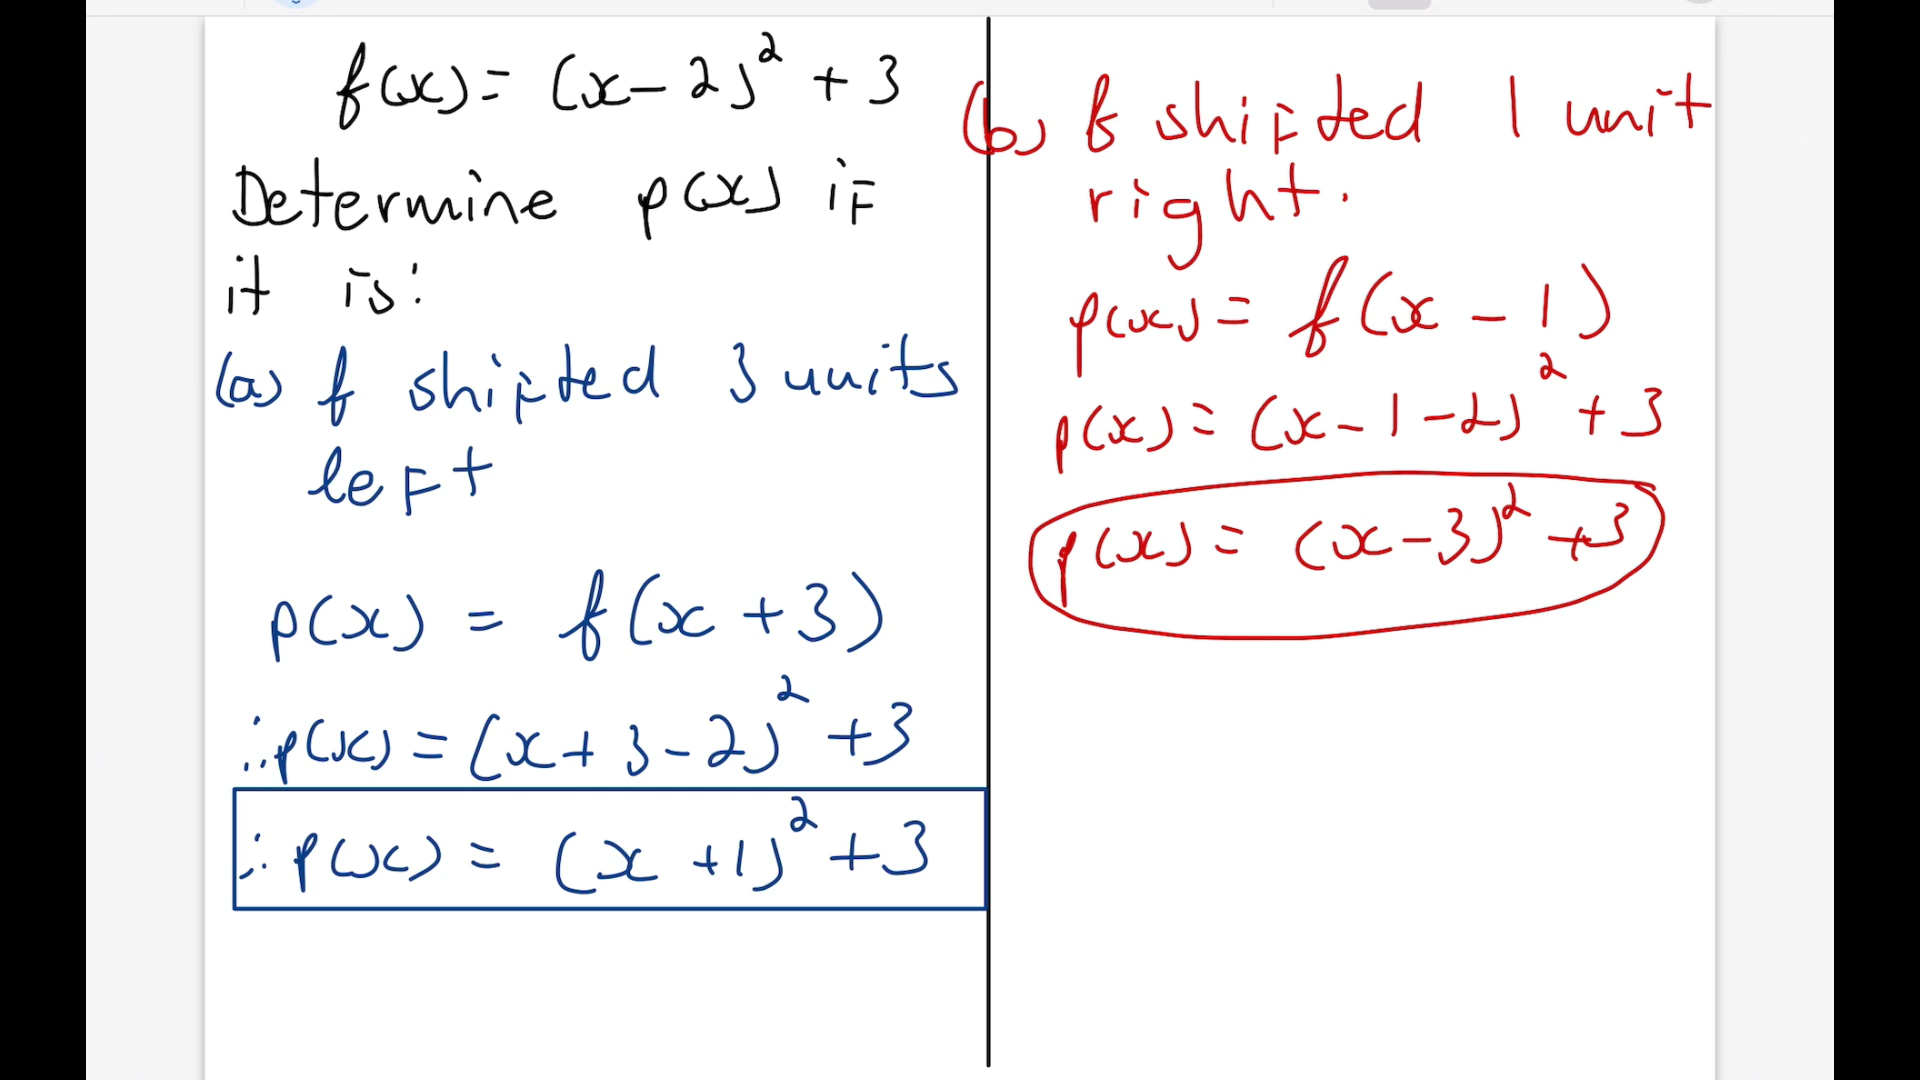 f(x) = (x - 2)² + 3
Determine p(x) if
it is:
(a) f shifted 3 units
left
p(x) = f(x + 3)
∴ p(x) = (x + 3 - 2)² + 3
∴ p(x) = (x + 1)² + 3
(b) f shifted 1 unit
right.
p(x) = f(x - 1)
p(x) = (x - 1 - 2)² + 3
p(x) = (x - 3)² + 3